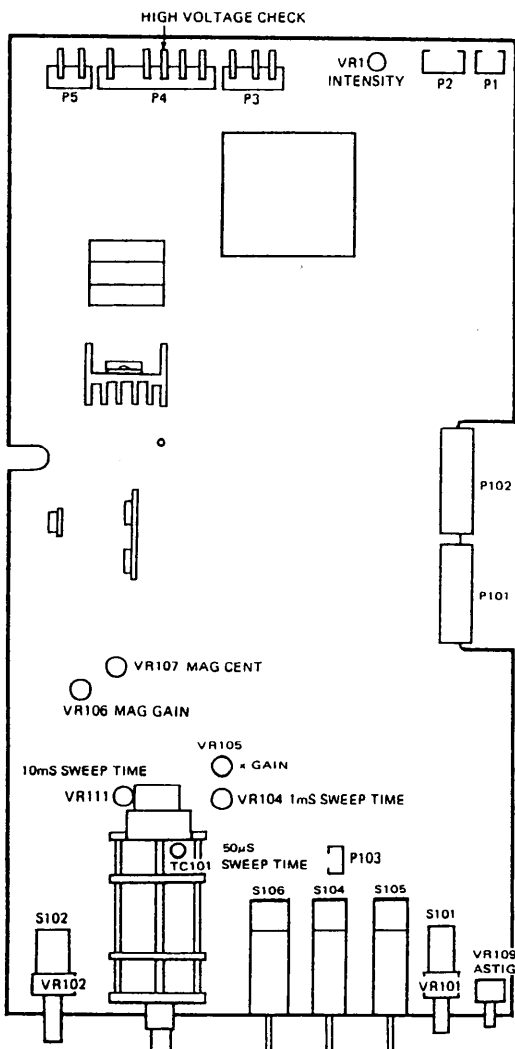 HIGH VOLTAGE CHECK
VR1
INTENSITY
P5
P4
P3
P2
P1
P102
P101
VR107 MAG CENT
VR106 MAG GAIN
VR105
× GAIN
10mS SWEEP TIME
VR111
VR104 1mS SWEEP TIME
50µS
TC101 SWEEP TIME
P103
S106
S104
S105
S102
S101
VR109
ASTIG
VR102
VR101